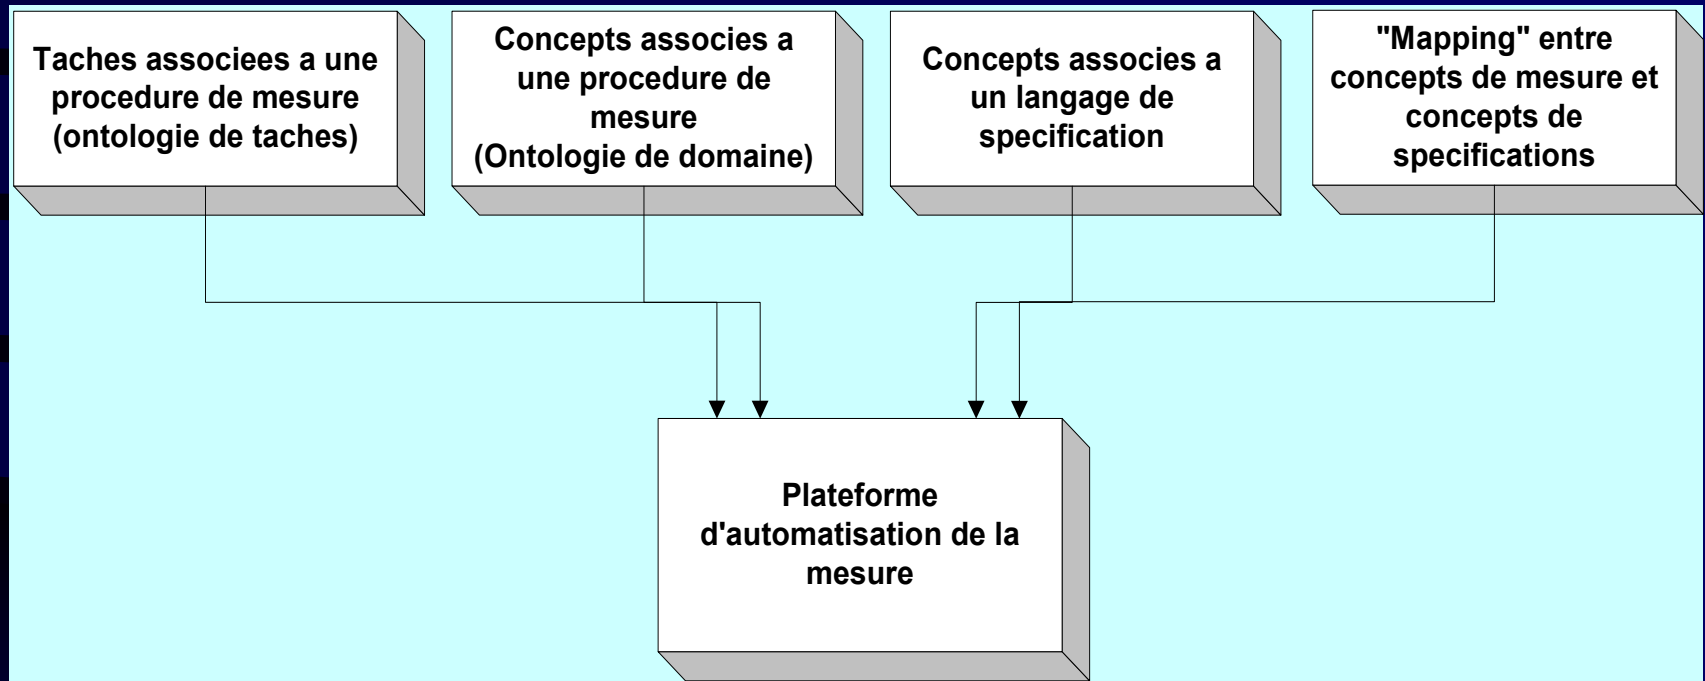 Taches associees a une
procedure de mesure
(ontologie de taches)
Concepts associes a
une procedure de
mesure
(Ontologie de domaine)
Concepts associes a
un langage de
specification
"Mapping" entre
concepts de mesure et
concepts de
specifications
Plateforme
d'automatisation de la
mesure